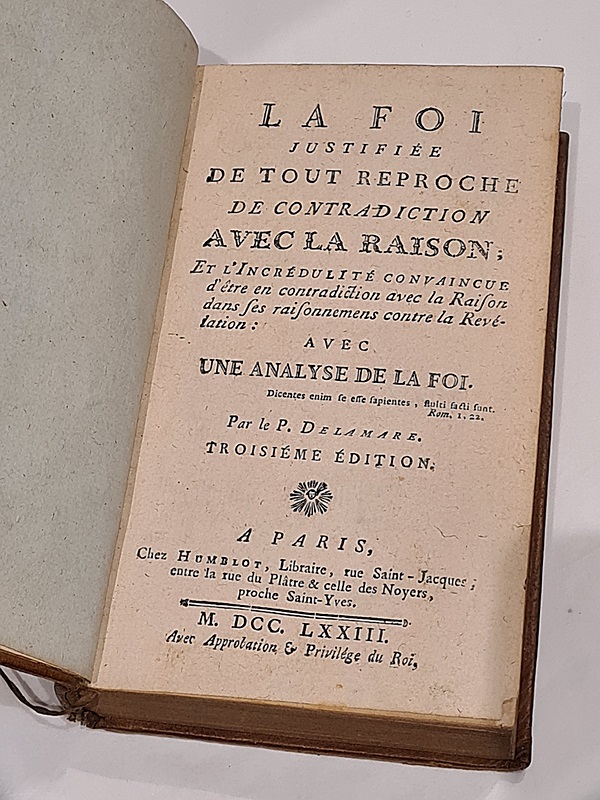 LA FOI
JUSTIFIÉE
DE TOUT REPROCHE
DE CONTRADICTION
AVEC LA RAISON;
ET L'INCRÉDULITÉ CONVAINCUE
d'être en contradiction avec la Raiſon
dans ſes raiſonnemens contre la Revé-
lation :
AVEC
UNE ANALYSE DE LA FOI.
Dicentes enim ſe eſſe ſapientes, ſtulti facti ſunt.
Rom. 1. 22.
Par le P. DELAMARE.
TROISIÉME ÉDITION.
A PARIS,
Chez HUMBLOT, Libraire, rue Saint-Jacques;
entre la rue du Plâtre & celle des Noyers,
proche Saint-Yves.
M. DCC. LXXIII.
Avec Approbation & Privilége du Roi,